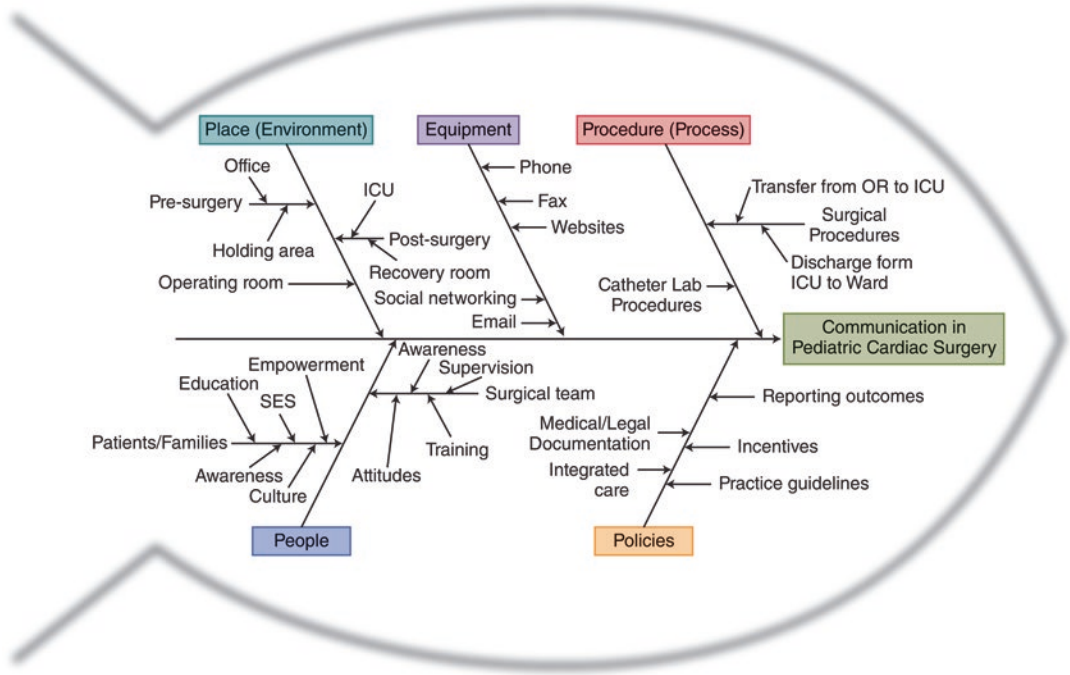 Place (Environment)
Equipment
Procedure (Process)
Office
Pre-surgery
Holding area
ICU
Post-surgery
Recovery room
Operating room
Phone
Fax
Websites
Social networking
Email
Transfer from OR to ICU
Surgical
Procedures
Discharge form
ICU to Ward
Catheter Lab
Procedures
Communication in
Pediatric Cardiac Surgery
Empowerment
Education
SES
Patients/Families
Awareness
Culture
Awareness
Supervision
Surgical team
Training
Attitudes
Reporting outcomes
Medical/Legal
Documentation
Incentives
Integrated
care
Practice guidelines
People
Policies